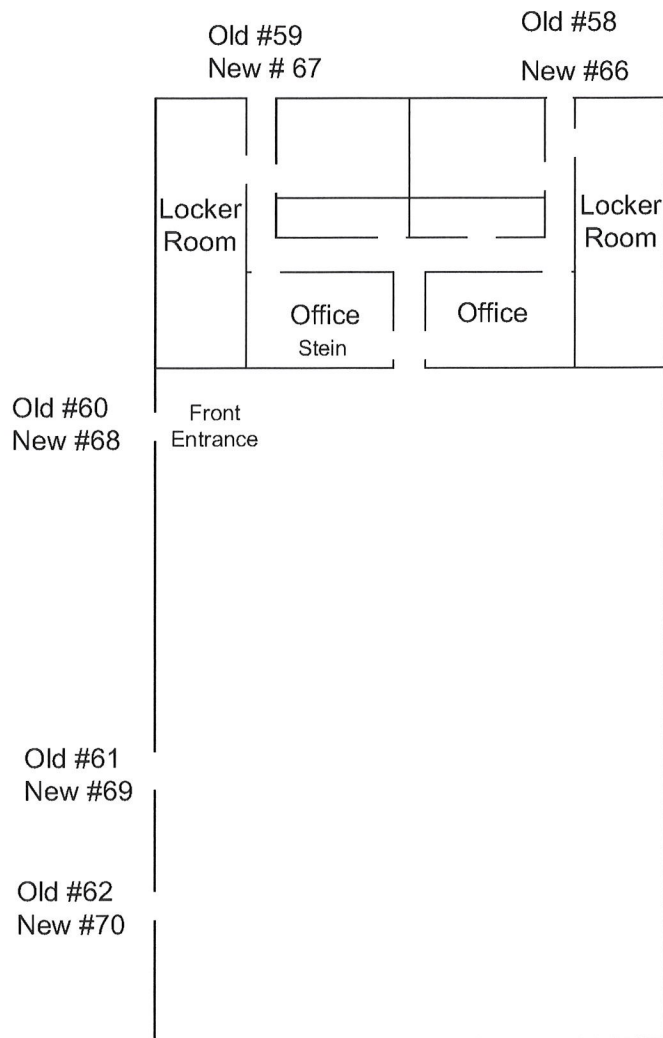 Old #59
New # 67
Old #58
New #66
Locker
Room
Locker
Room
Office
Stein
Office
Old #60
New #68
Front
Entrance
Old #61
New #69
Old #62
New #70